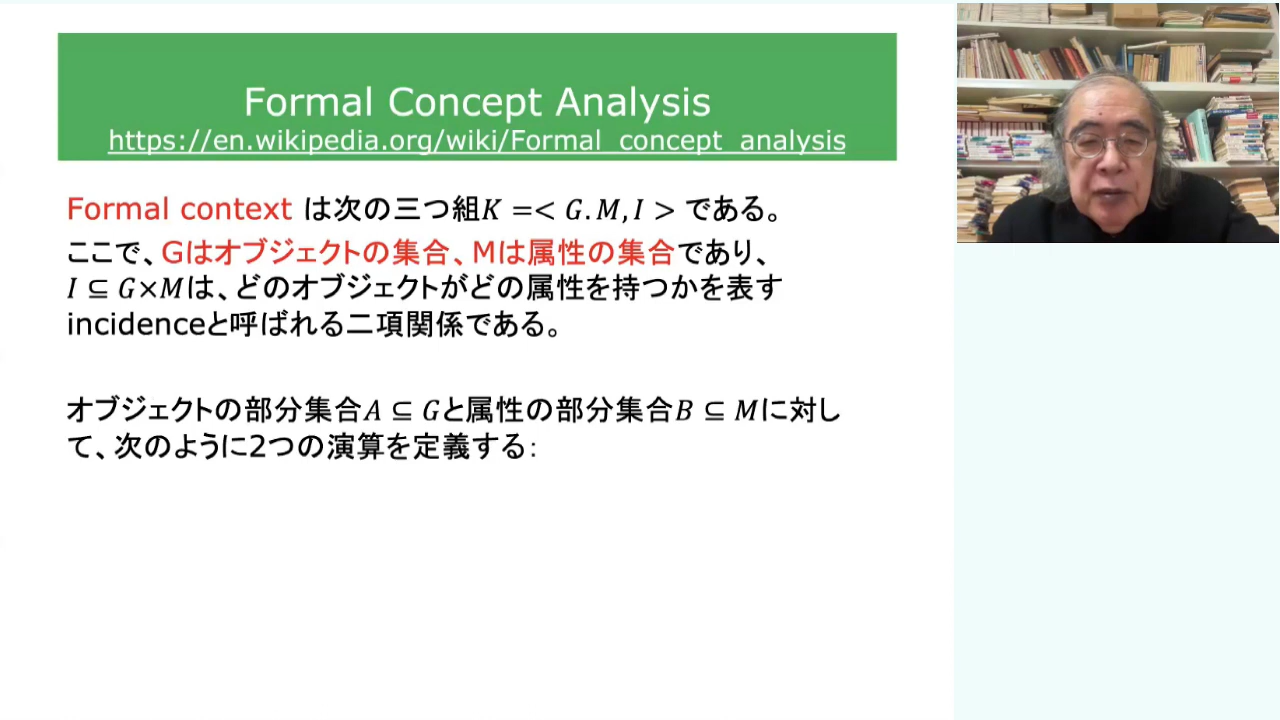 Formal Concept Analysis
https://en.wikipedia.org/wiki/Formal_concept_analysis
Formal context は次の三つ組K =< G.M, I > である。
ここで、Gはオブジェクトの集合、Mは属性の集合であり、
I ⊆ G×Mは、どのオブジェクトがどの属性を持つかを表す
incidenceと呼ばれる二項関係である。
オブジェクトの部分集合A ⊆ Gと属性の部分集合B ⊆ Mに対し
て、次のように2つの演算を定義する: